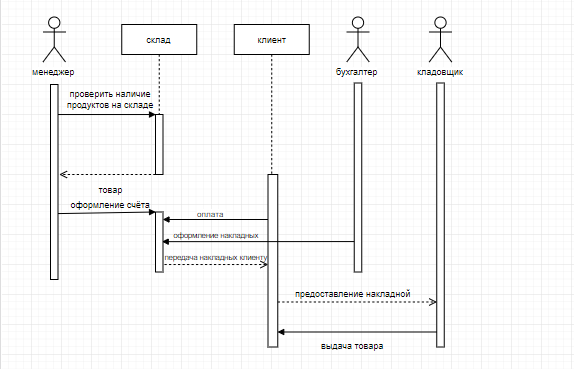 склад
клиент
менеджер
бухгалтер
кладовщик
проверить наличие
продуктов на складе
товар
оформление счёта
оплата
оформление накладных
передача накладных клиенту
предоставление накладной
выдача товара